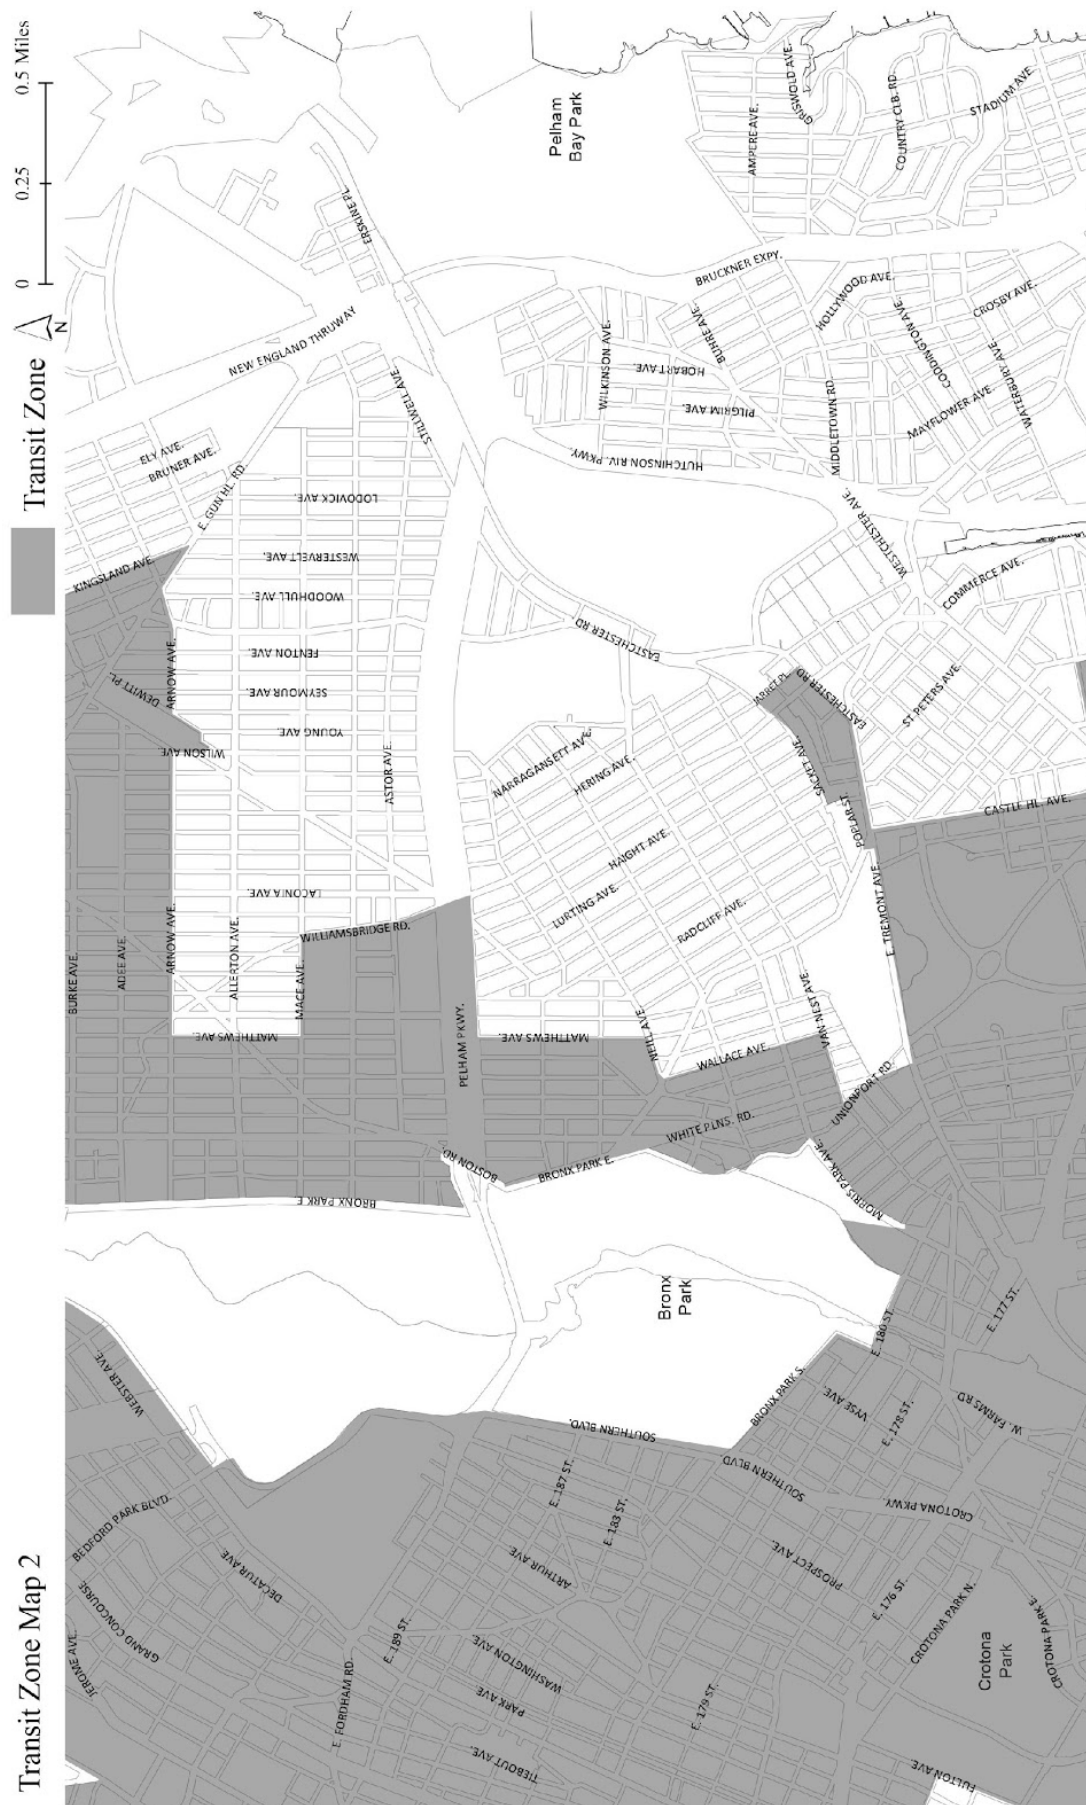 Transit Zone Map 2
Transit Zone
N
0
0.25
0.5 Miles
JEROME AVE.
GRAND CONCOURSE
BEDFORD PARK BLVD.
WEBSTER AVE.
DECATUR AVE.
E. FORDHAM RD.
E. 189 ST.
WASHINGTON AVE.
PARK AVE
TIEBOUT AVE.
ARTHUR AVE.
E. 187 ST.
E. 183 ST.
E. 179 ST.
SOUTHERN BLVD.
SOUTHERN BLVD
SOUTHERN BLVD
PROSPECT AVE.
E. 176 ST.
CROTONA PARK N.
Crotona
Park
CROTONA PARK E.
FULTON AVE.
CROTONA PKWY.
W. FARMS RD
E. 178 ST.
VYSE AVE.
BRONX PARK S.
E. 180 ST.
E. 177 ST.
Bronx
Park
BRONX PARK E.
BOSTON RD.
BRONX PARK E.
WHITE PLNS. RD.
MORRIS PARK AVE.
UNIONPORT RD.
BURKE AVE.
ADEE AVE.
ARNOW AVE.
ALLERTON AVE.
MACE AVE.
MATTHEWS AVE.
WILLIAMSBRIDGE RD.
PELHAM PKWY.
MATTHEWS AVE.
NEIL AVE.
WALLACE AVE.
VAN NEST AVE.
E. TREMONT AVE.
LACONIA AVE.
ASTOR AVE.
LURTING AVE.
HAIGHT AVE.
RADCLIFF AVE.
HERING AVE.
NARRAGANSETT AVE.
SACKET AVE.
POPLAR ST.
JARRET PL.
EASTCHESTER RD
CASTLE HL. AVE.
ST PETERS AVE.
WILSON AVE
DEWITT PL.
ARNOW AVE.
YOUNG AVE.
SEYMOUR AVE.
FENTON AVE.
WOODHULL AVE.
WESTERVELT AVE.
LODOVICK AVE.
KINGSLAND AVE.
E. GUN HL. RD.
BRUNER AVE.
ELY AVE.
NEW ENGLAND THRUWAY
STILLWELL AVE.
EASTCHESTER RD.
HUTCHINSON RIV. PKWY.
WESTCHESTER AVE.
COMMERCE AVE.
ERSKINE PL.
WILKINSON AVE.
HOBART AVE.
PILGRIM AVE.
BUHRE AVE.
MIDDLETOWN RD.
MAYFLOWER AVE.
CODDINGTON AVE.
WATERBURY AVE.
CROSBY AVE.
HOLLYWOOD AVE.
BRUCKNER EXPY.
Pelham
Bay Park
AMPERE AVE.
GRISWOLD AVE.
COUNTRY CLB. RD.
STADIUM AVE.